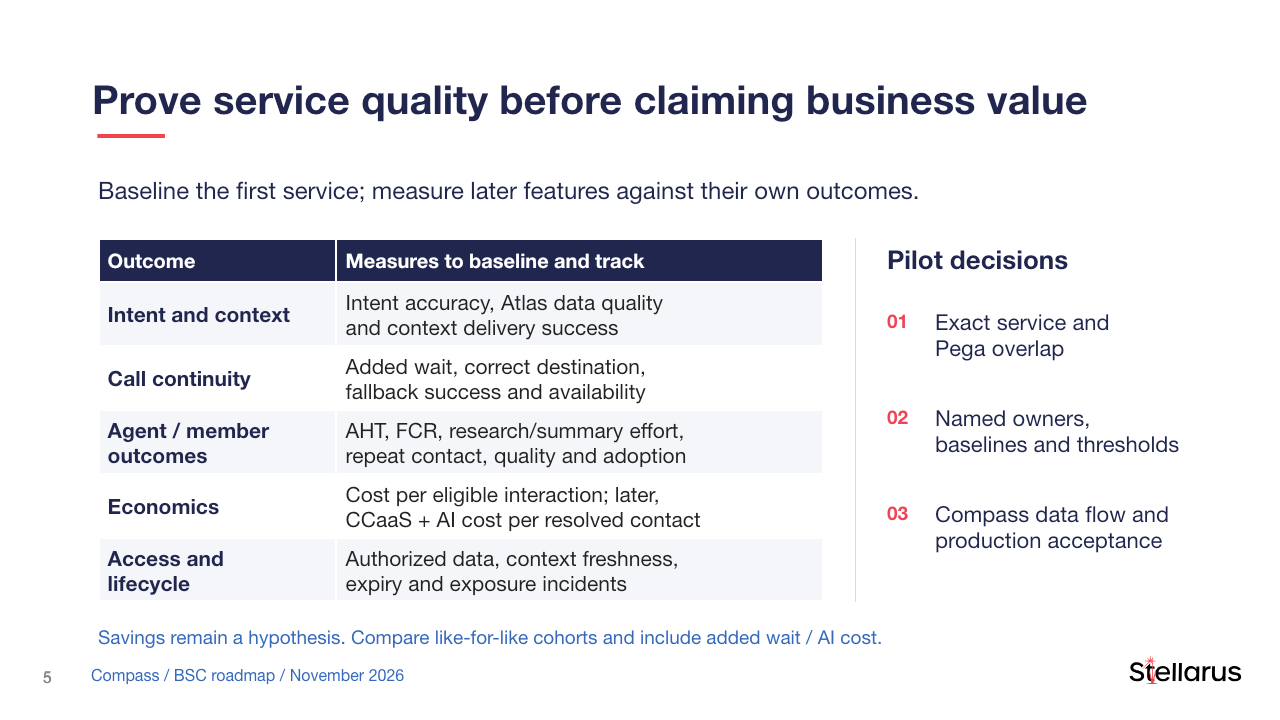 Prove service quality before claiming business value
Baseline the first service; measure later features against their own outcomes.
Outcome
Measures to baseline and track
Intent and context
Intent accuracy, Atlas data quality
and context delivery success
Call continuity
Added wait, correct destination,
fallback success and availability
Agent / member
outcomes
AHT, FCR, research/summary effort,
repeat contact, quality and adoption
Economics
Cost per eligible interaction; later,
CCaaS + AI cost per resolved contact
Access and
lifecycle
Authorized data, context freshness,
expiry and exposure incidents
Pilot decisions
01
Exact service and
Pega overlap
02
Named owners,
baselines and thresholds
03
Compass data flow and
production acceptance
Savings remain a hypothesis. Compare like-for-like cohorts and include added wait / AI cost.
5
Compass / BSC roadmap / November 2026
Stellarus